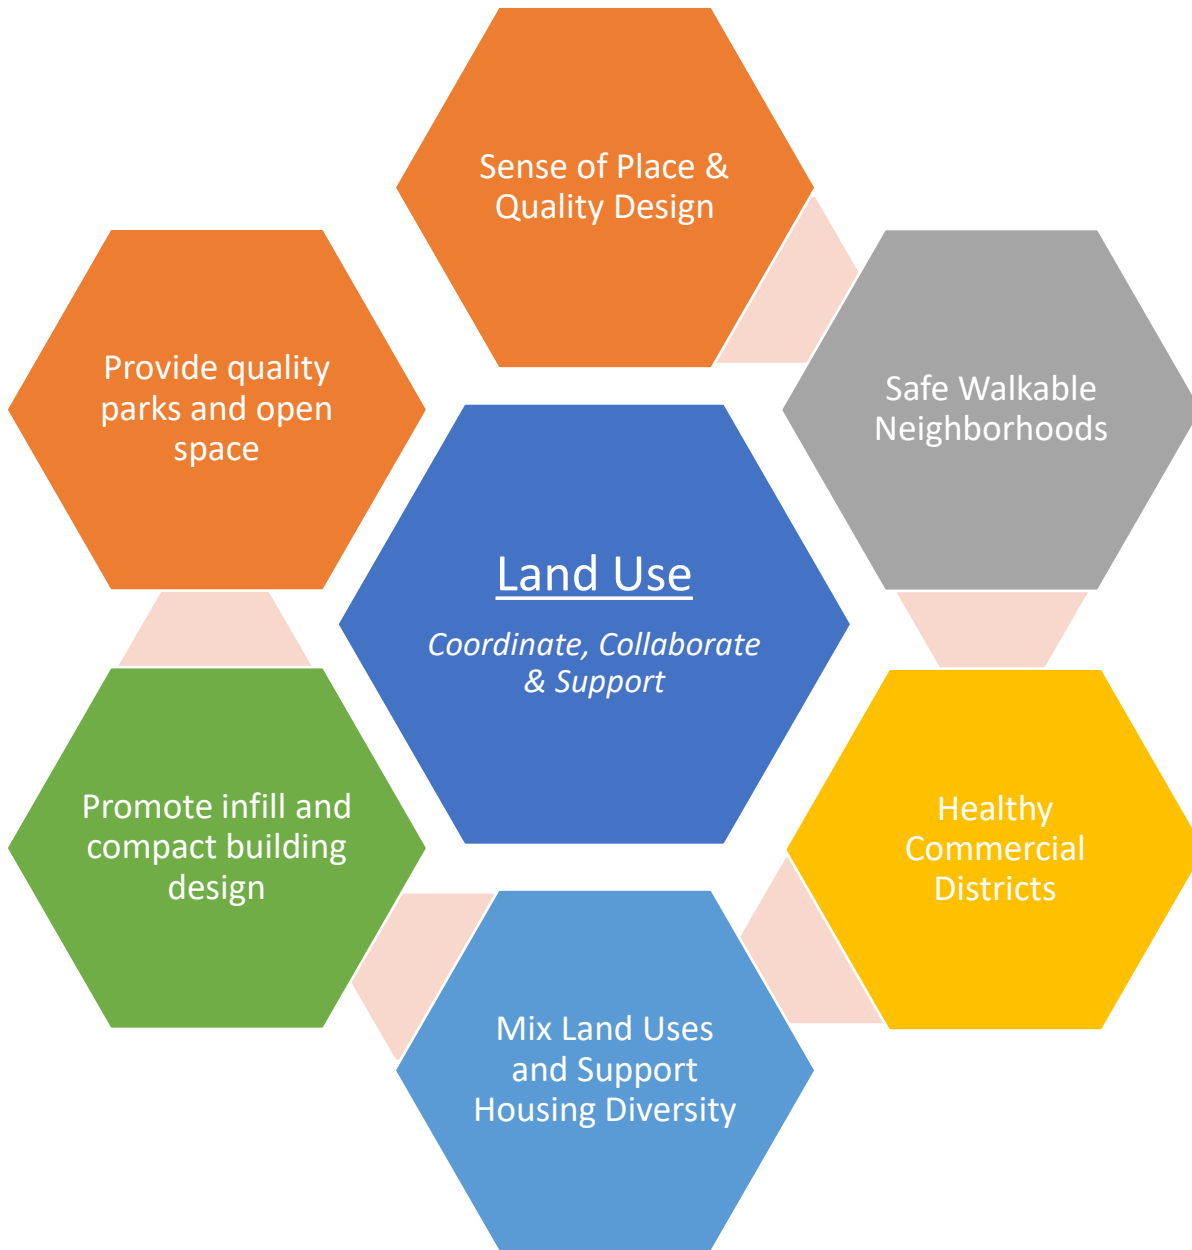 Sense of Place &
Quality Design
Provide quality
parks and open
space
Safe Walkable
Neighborhoods
Land Use
Coordinate, Collaborate
& Support
Promote infill and
compact building
design
Healthy
Commercial
Districts
Mix Land Uses
and Support
Housing Diversity